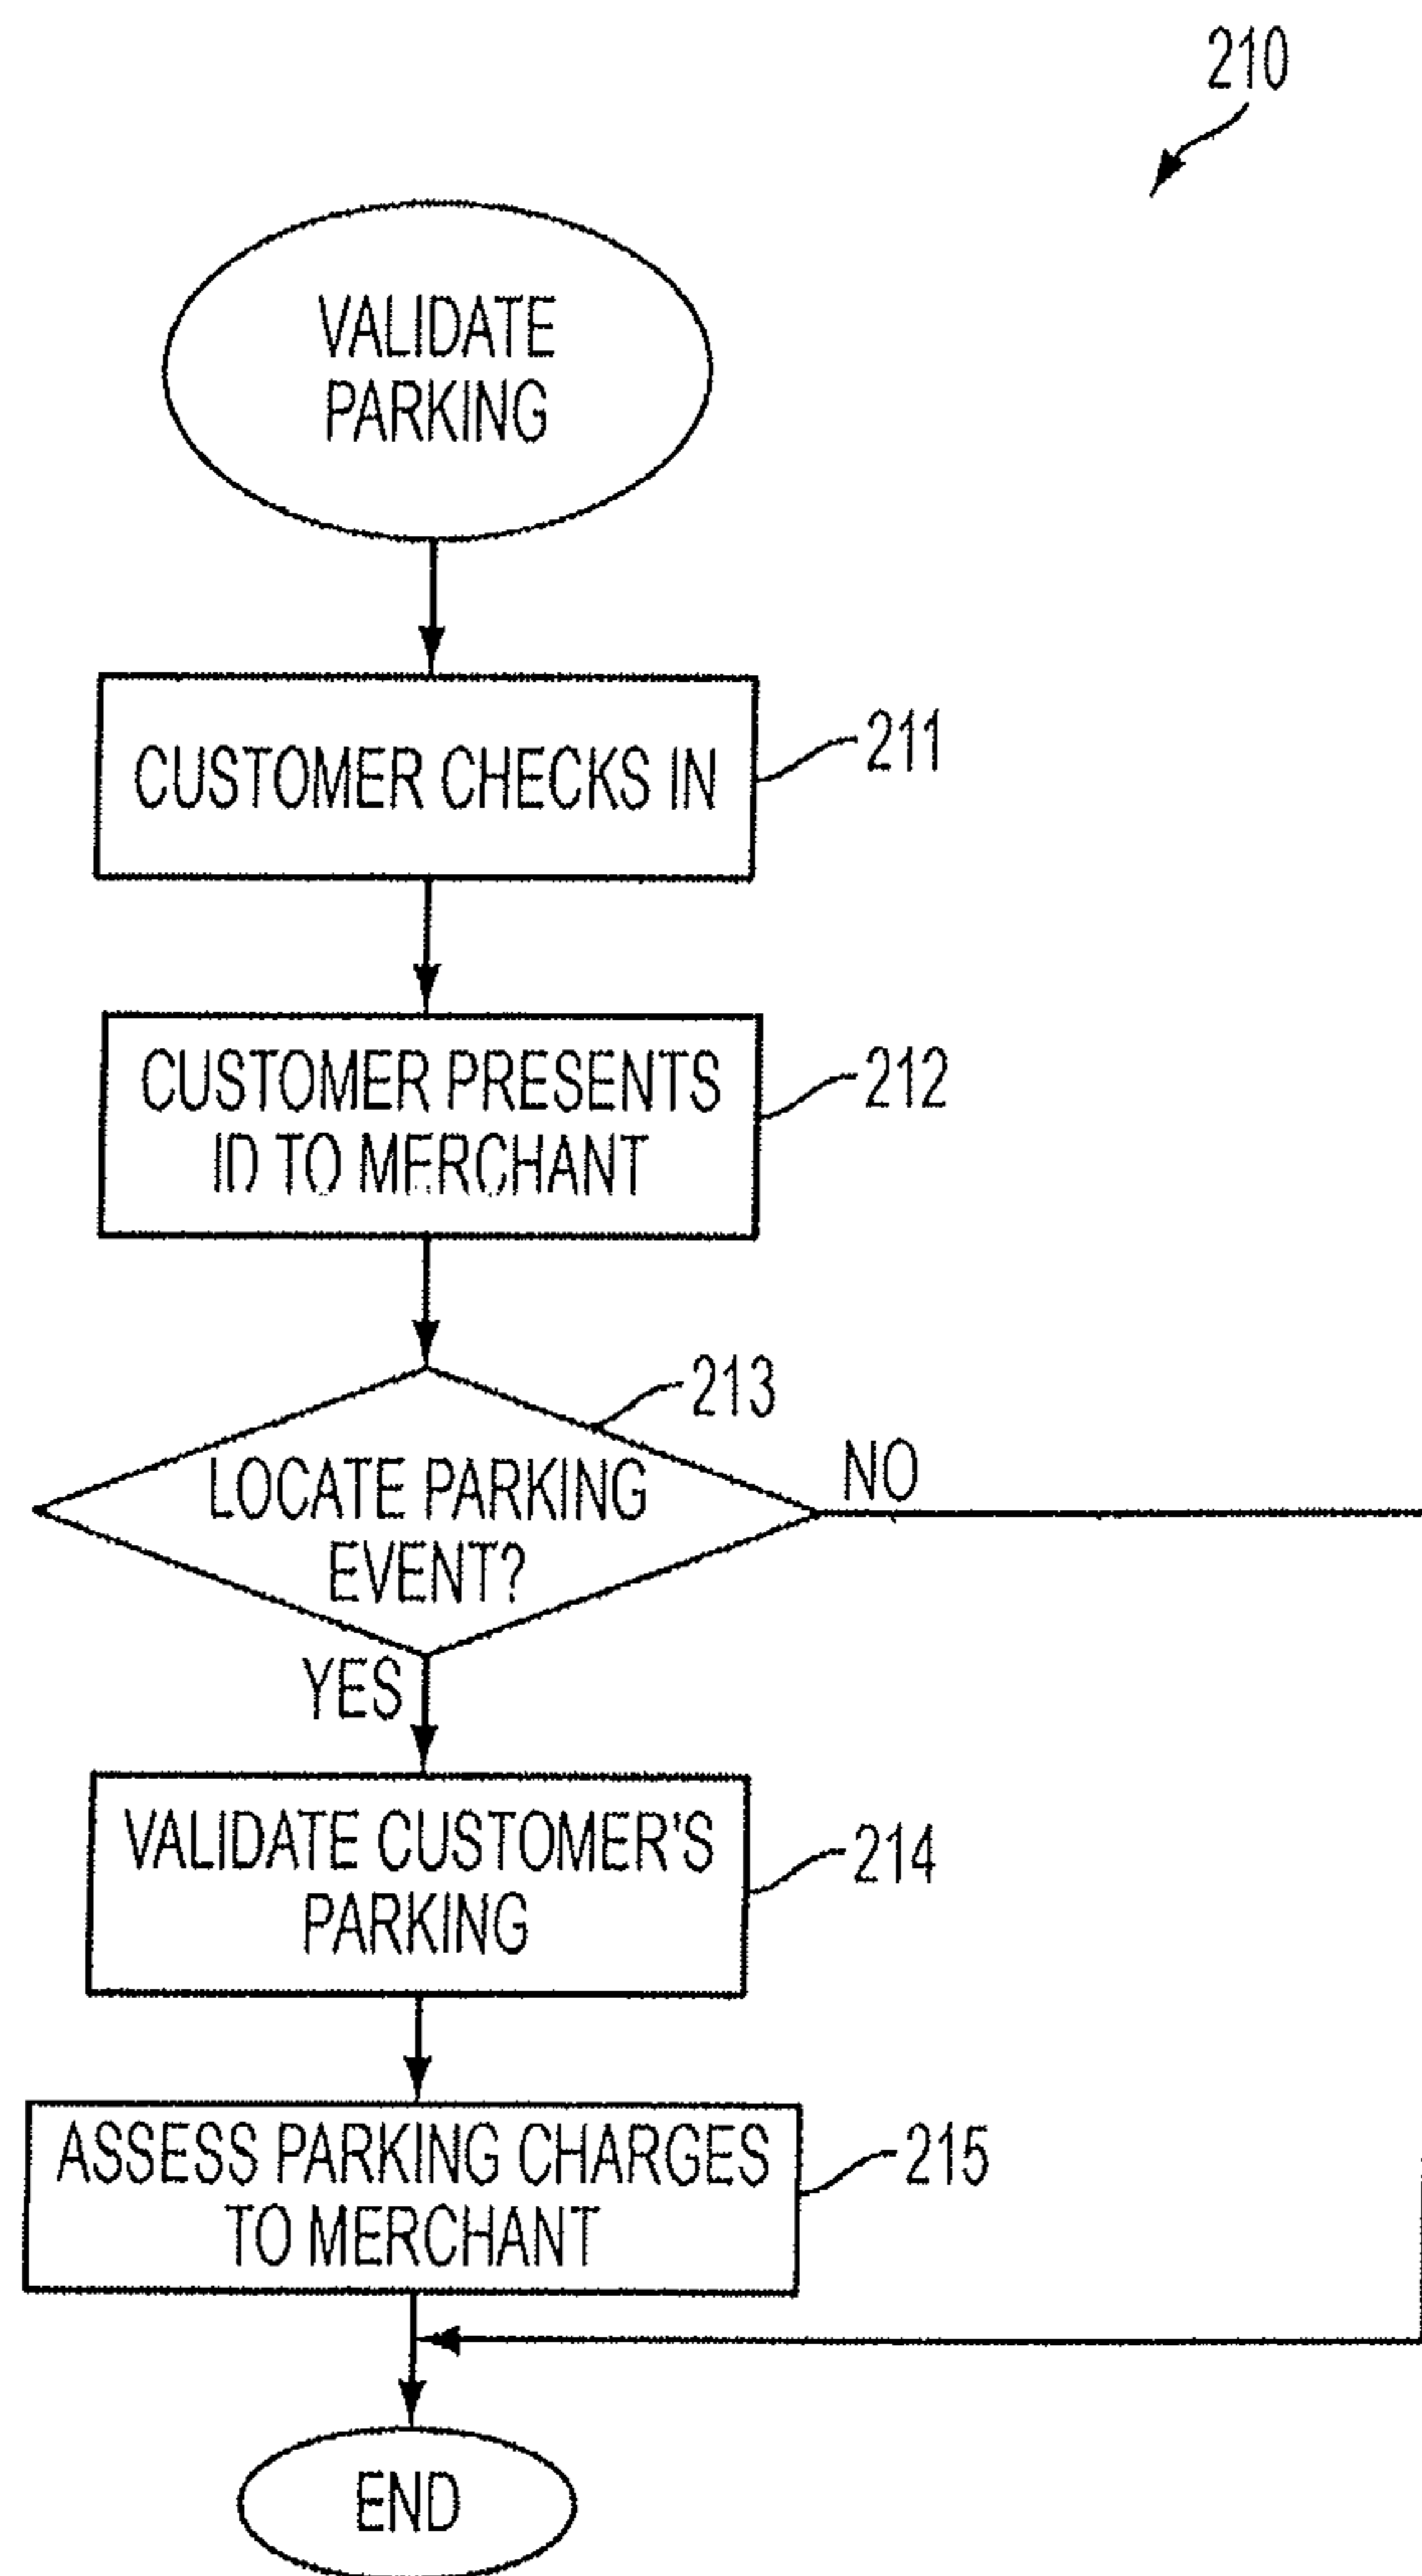 210
VALIDATE
PARKING
CUSTOMER CHECKS IN
211
CUSTOMER PRESENTS
ID TO MERCHANT
212
213
LOCATE PARKING
EVENT?
NO
YES
VALIDATE CUSTOMER'S
PARKING
214
ASSESS PARKING CHARGES
TO MERCHANT
215
END